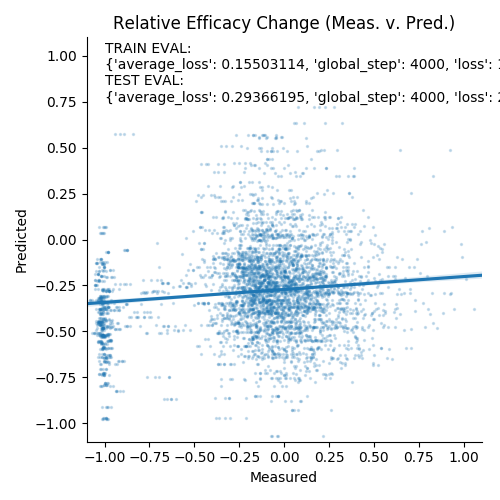 Relative Efficacy Change (Meas. v. Pred.)
TRAIN EVAL:
{'average_loss': 0.15503114, 'global_step': 4000, 'loss':
TEST EVAL:
{'average_loss': 0.29366195, 'global_step': 4000, 'loss':
1.00
0.75
0.50
0.25
0.00
−0.25
−0.50
−0.75
−1.00
Predicted
−1.00 −0.75 −0.50 −0.25 0.00 0.25 0.50 0.75 1.00
Measured